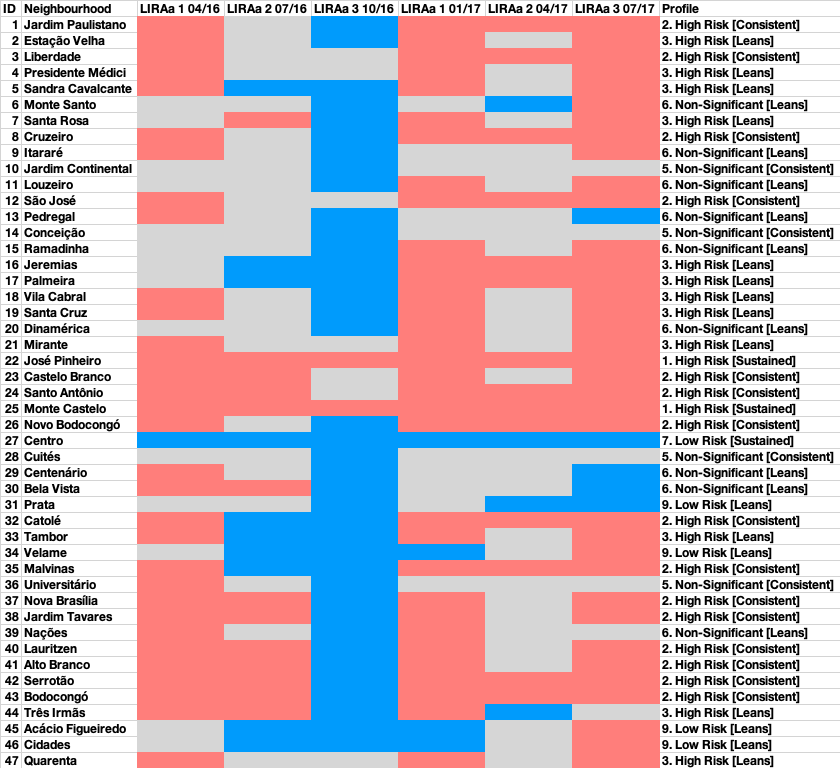 ID Neighbourhood LIRAa 1 04/16 LIRAa 2 07/16 LIRAa 3 10/16 LIRAa 1 01/17 LIRAa 2 04/17 LIRAa 3 07/17 Profile
1 Jardim Paulistano 2. High Risk [Consistent]
2 Estação Velha 3. High Risk [Leans]
3 Liberdade 2. High Risk [Consistent]
4 Presidente Médici 3. High Risk [Leans]
5 Sandra Cavalcante 3. High Risk [Leans]
6 Monte Santo 6. Non-Significant [Leans]
7 Santa Rosa 3. High Risk [Leans]
8 Cruzeiro 2. High Risk [Consistent]
9 Itararé 6. Non-Significant [Leans]
10 Jardim Continental 5. Non-Significant [Consistent]
11 Louzeiro 6. Non-Significant [Leans]
12 São José 2. High Risk [Consistent]
13 Pedregal 6. Non-Significant [Leans]
14 Conceição 5. Non-Significant [Consistent]
15 Ramadinha 6. Non-Significant [Leans]
16 Jeremias 3. High Risk [Leans]
17 Palmeira 3. High Risk [Leans]
18 Vila Cabral 3. High Risk [Leans]
19 Santa Cruz 3. High Risk [Leans]
20 Dinamérica 6. Non-Significant [Leans]
21 Mirante 3. High Risk [Leans]
22 José Pinheiro 1. High Risk [Sustained]
23 Castelo Branco 2. High Risk [Consistent]
24 Santo Antônio 2. High Risk [Consistent]
25 Monte Castelo 1. High Risk [Sustained]
26 Novo Bodocongó 2. High Risk [Consistent]
27 Centro 7. Low Risk [Sustained]
28 Cuités 5. Non-Significant [Consistent]
29 Centenário 6. Non-Significant [Leans]
30 Bela Vista 6. Non-Significant [Leans]
31 Prata 9. Low Risk [Leans]
32 Catolé 2. High Risk [Consistent]
33 Tambor 3. High Risk [Leans]
34 Velame 9. Low Risk [Leans]
35 Malvinas 2. High Risk [Consistent]
36 Universitário 5. Non-Significant [Consistent]
37 Nova Brasília 2. High Risk [Consistent]
38 Jardim Tavares 2. High Risk [Consistent]
39 Nações 6. Non-Significant [Leans]
40 Lauritzen 2. High Risk [Consistent]
41 Alto Branco 2. High Risk [Consistent]
42 Serrotão 2. High Risk [Consistent]
43 Bodocongó 2. High Risk [Consistent]
44 Três Irmãs 3. High Risk [Leans]
45 Acácio Figueiredo 9. Low Risk [Leans]
46 Cidades 9. Low Risk [Leans]
47 Quarenta 3. High Risk [Leans]